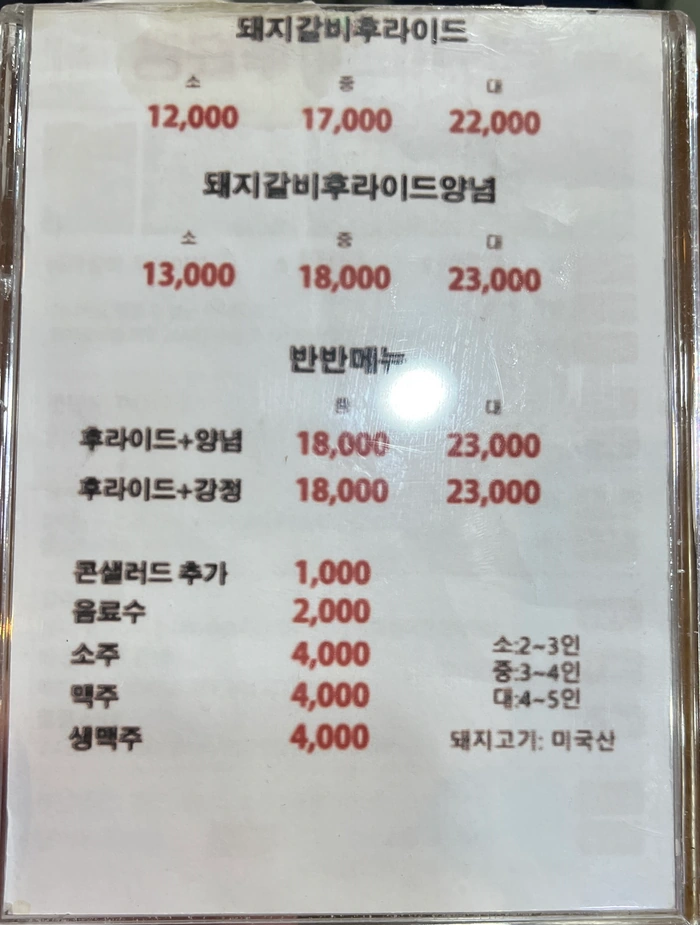 돼지갈비후라이드
소 중 대
12,000 17,000 22,000
돼지갈비후라이드양념
소 중 대
13,000 18,000 23,000
반반메뉴
중 대
후라이드+양념 18,000 23,000
후라이드+강정 18,000 23,000
콘샐러드 추가 1,000
음료수 2,000
소주 4,000
맥주 4,000
생맥주 4,000
소:2~3인
중:3~4인
대:4~5인
돼지고기: 미국산